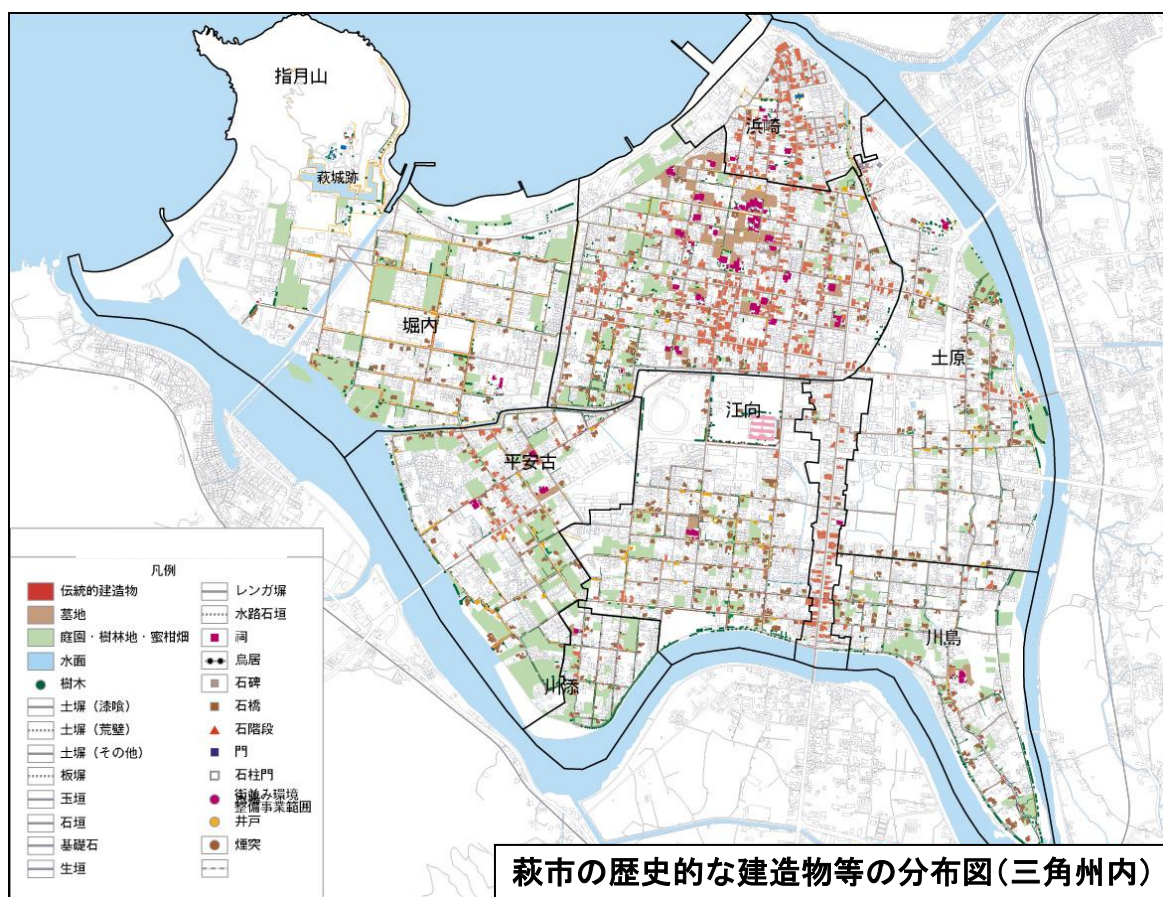 指月山
浜崎
萩城跡
堀内
土原
江向
平安古
川島
川添
凡例
伝統的建造物
墓地
庭園・樹林地・蜜柑畑
水面
樹木
土塀（漆喰）
土塀（荒壁）
土塀（その他）
板塀
玉垣
石垣
基礎石
生垣
レンガ塀
水路石垣
祠
鳥居
石碑
石橋
石階段
門
石柱門
街並み環境
整備事業範囲
井戸
煙突
萩市の歴史的な建造物等の分布図（三角州内）